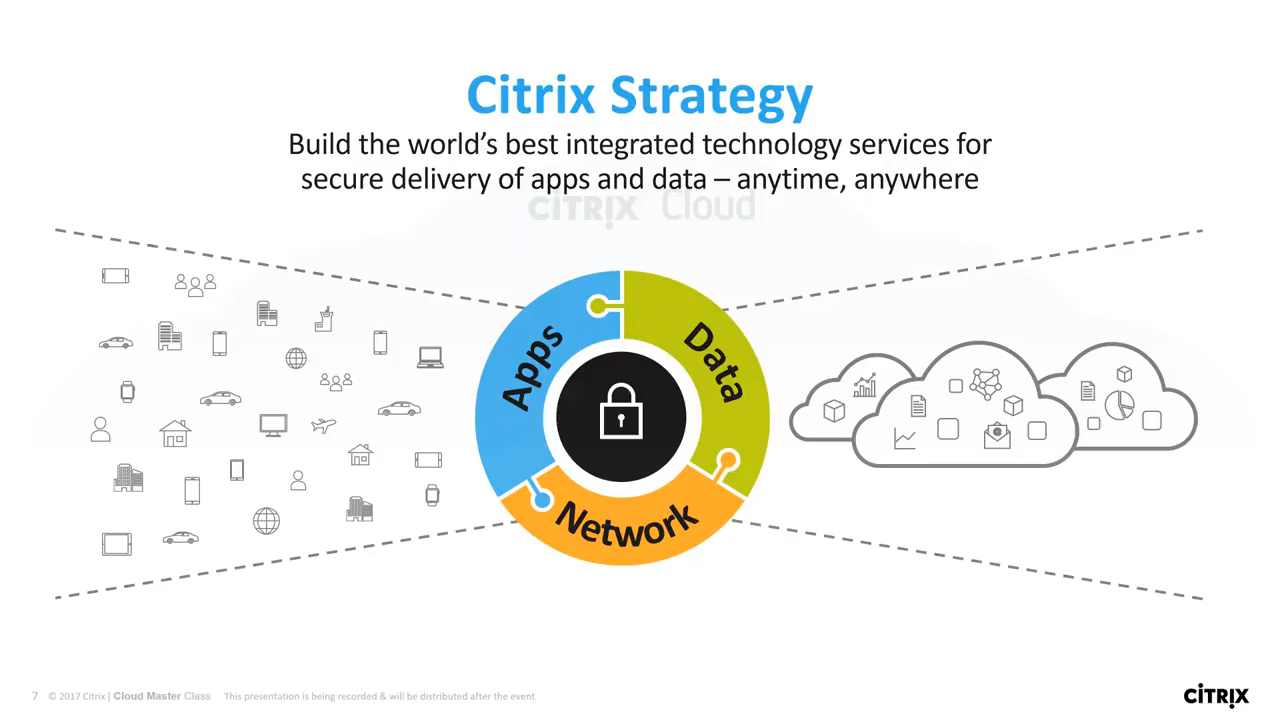 Citrix Strategy
Build the world’s best integrated technology services for
secure delivery of apps and data – anytime, anywhere
CITRIX Cloud
Apps
Data
Network
7 © 2017 Citrix | Cloud Master Class This presentation is being recorded & will be distributed after the event
CITRIX